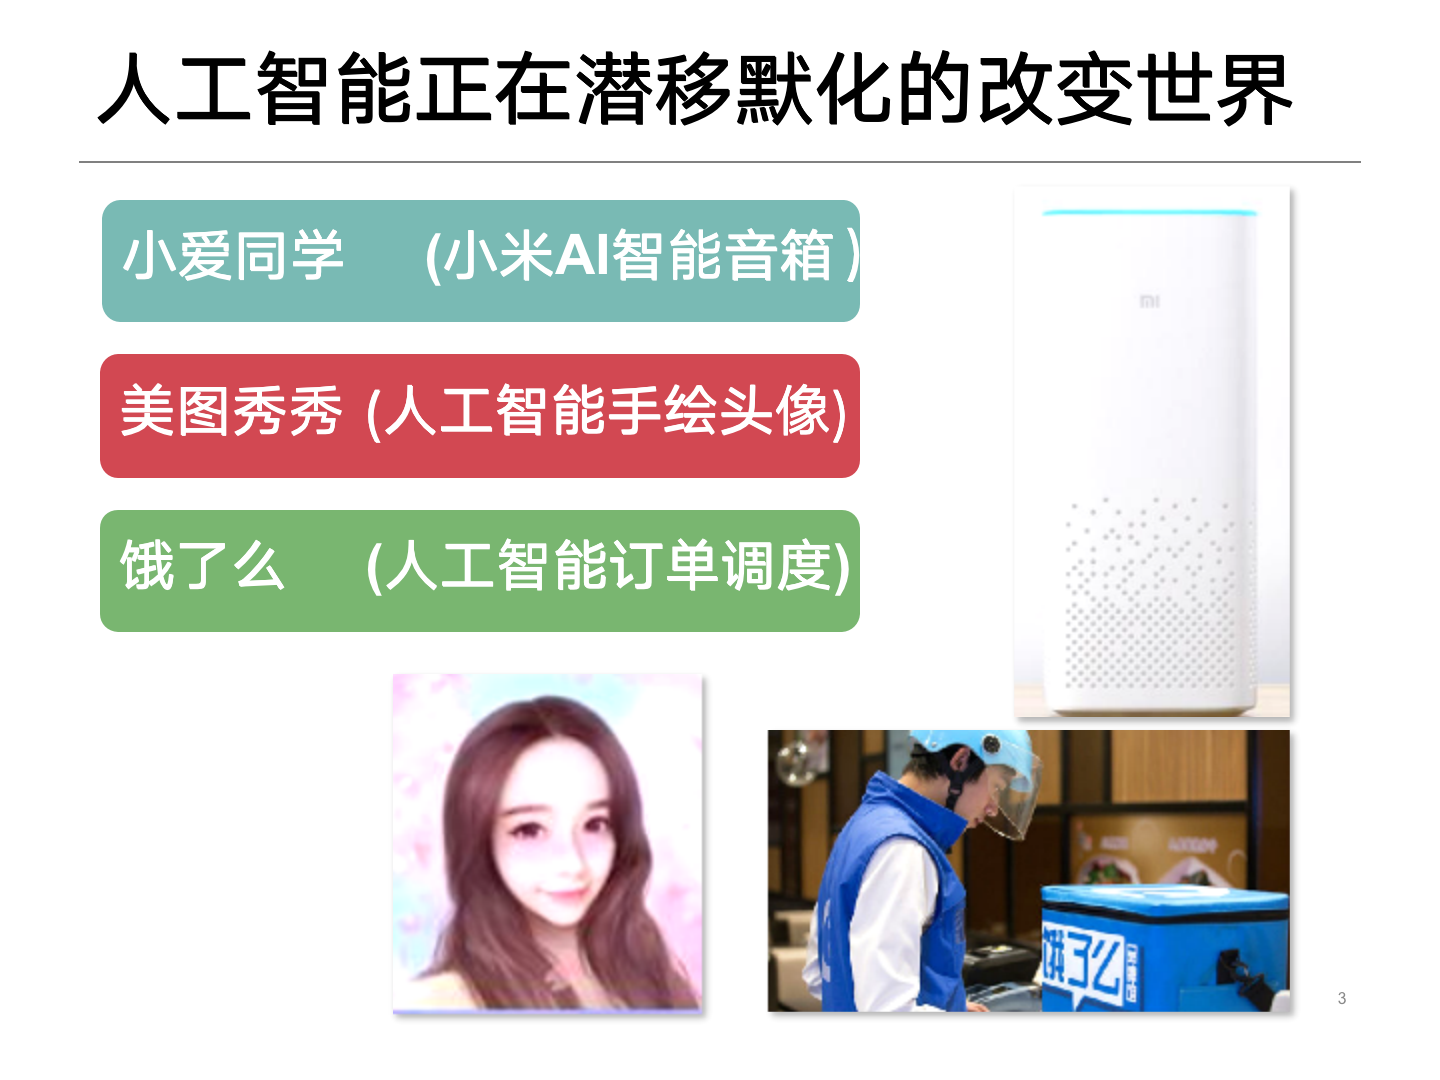 人工智能正在潜移默化的改变世界
小爱同学 (小米AI智能音箱)
美图秀秀 (人工智能手绘头像)
饿了么 (人工智能订单调度)
mi
饿了么
3